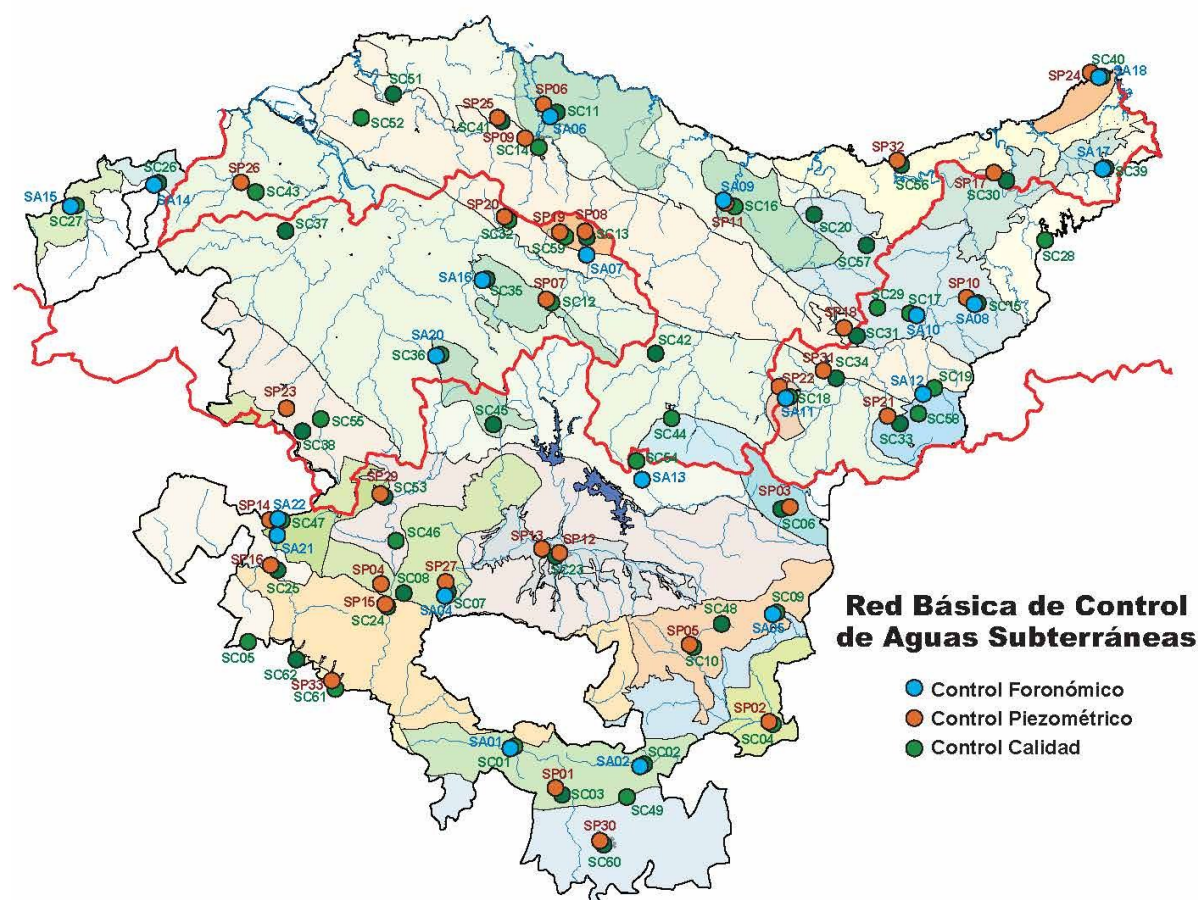 SC51
SC40
SP24
SA18
SP06
SP25
SC11
SC52
SC41
SA06
SP09
SC14
SC26
SP26
SA17
SP32
SC56
SC39
SA15
SA14
SC43
SP17
SC30
SC27
SA09
SC16
SP11
SP20
SP19
SP08
SC20
SC37
SC32
SC59
SC13
SC57
SC28
SA07
SA16
SC35
SP07
SC12
SP10
SC29
SC17
SC15
SA08
SA10
SP18
SC31
SA20
SC36
SC42
SP31
SC34
SP22
SA12
SC19
SC18
SA11
SP23
SC55
SC45
SC44
SP21
SC58
SC33
SC38
SC54
SA13
SP29
SC53
SP03
SC06
SP14
SA22
SC47
SA21
SC46
SP13
SP12
SC23
SP16
SC25
SP04
SC08
SP27
SP15
SA04
SC07
SC24
SC48
SC09
SA05
SP05
SC10
SC05
SC62
SP33
SC61
SP02
SC04
SA01
SC01
SC02
SA02
SP01
SC03
SC49
SP30
SC60
Red Básica de Control
de Aguas Subterráneas
Control Foronómico
Control Piezométrico
Control Calidad